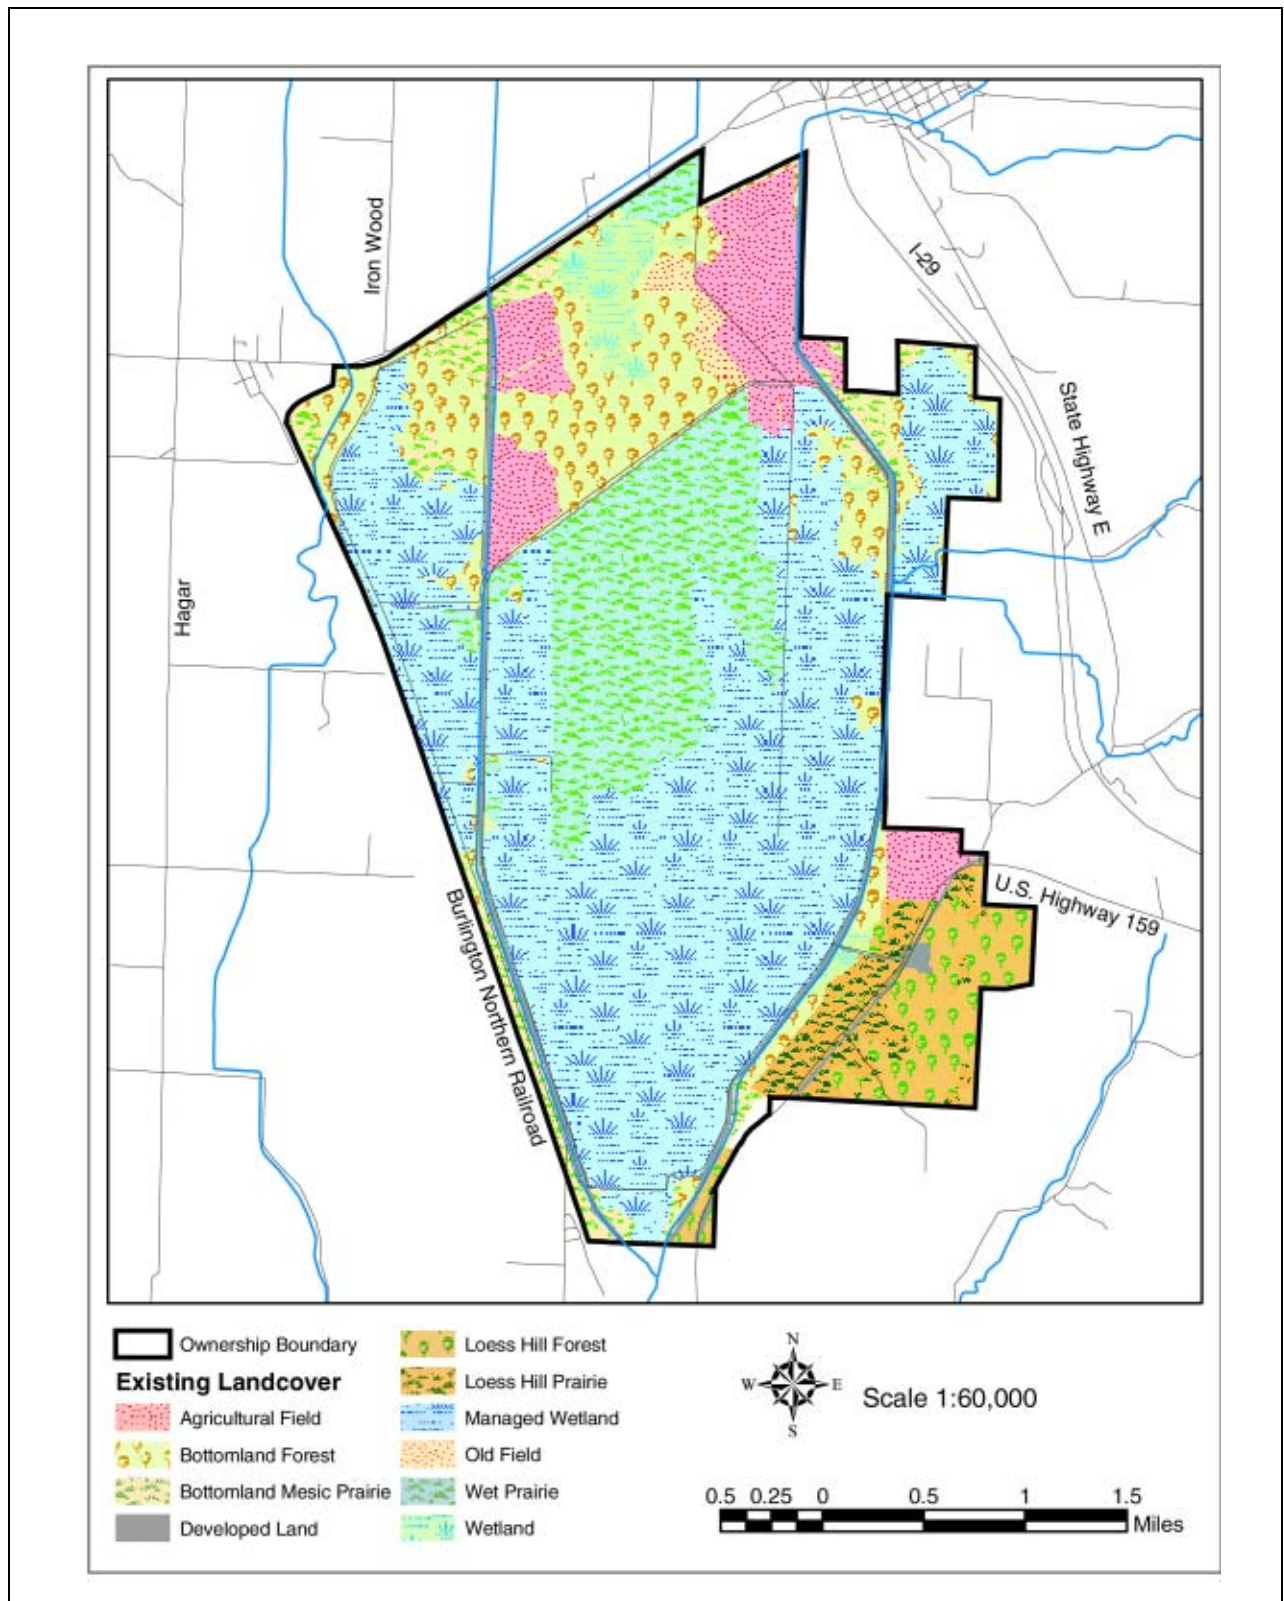 Iron Wood
I-29
State Highway E
Hagar
U.S. Highway 159
Burlington Northern Railroad
Ownership Boundary
Existing Landcover
Agricultural Field
Bottomland Forest
Bottomland Mesic Prairie
Developed Land
Loess Hill Forest
Loess Hill Prairie
Managed Wetland
Old Field
Wet Prairie
Wetland
N
W E
S
Scale 1:60,000
0.5 0.25 0 0.5 1 1.5
Miles